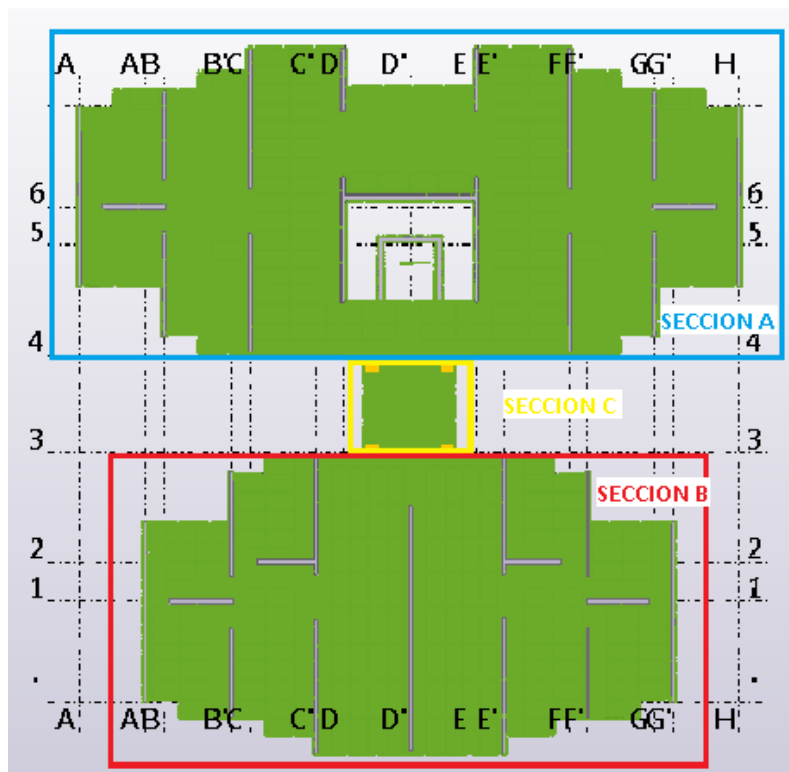 A AB B'C C' D D' E E' FF' GG' H
6 6
5 5
SECCION A
4 4
SECCION C
3 3
SECCION B
2 2
1 1
. .
A AB B'C C' D D' E E' FF' GG' H